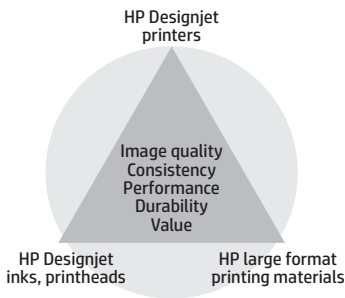 HP Designjet
printers
Image quality
Consistency
Performance
Durability
Value
HP Designjet
inks, printheads
HP large format
printing materials